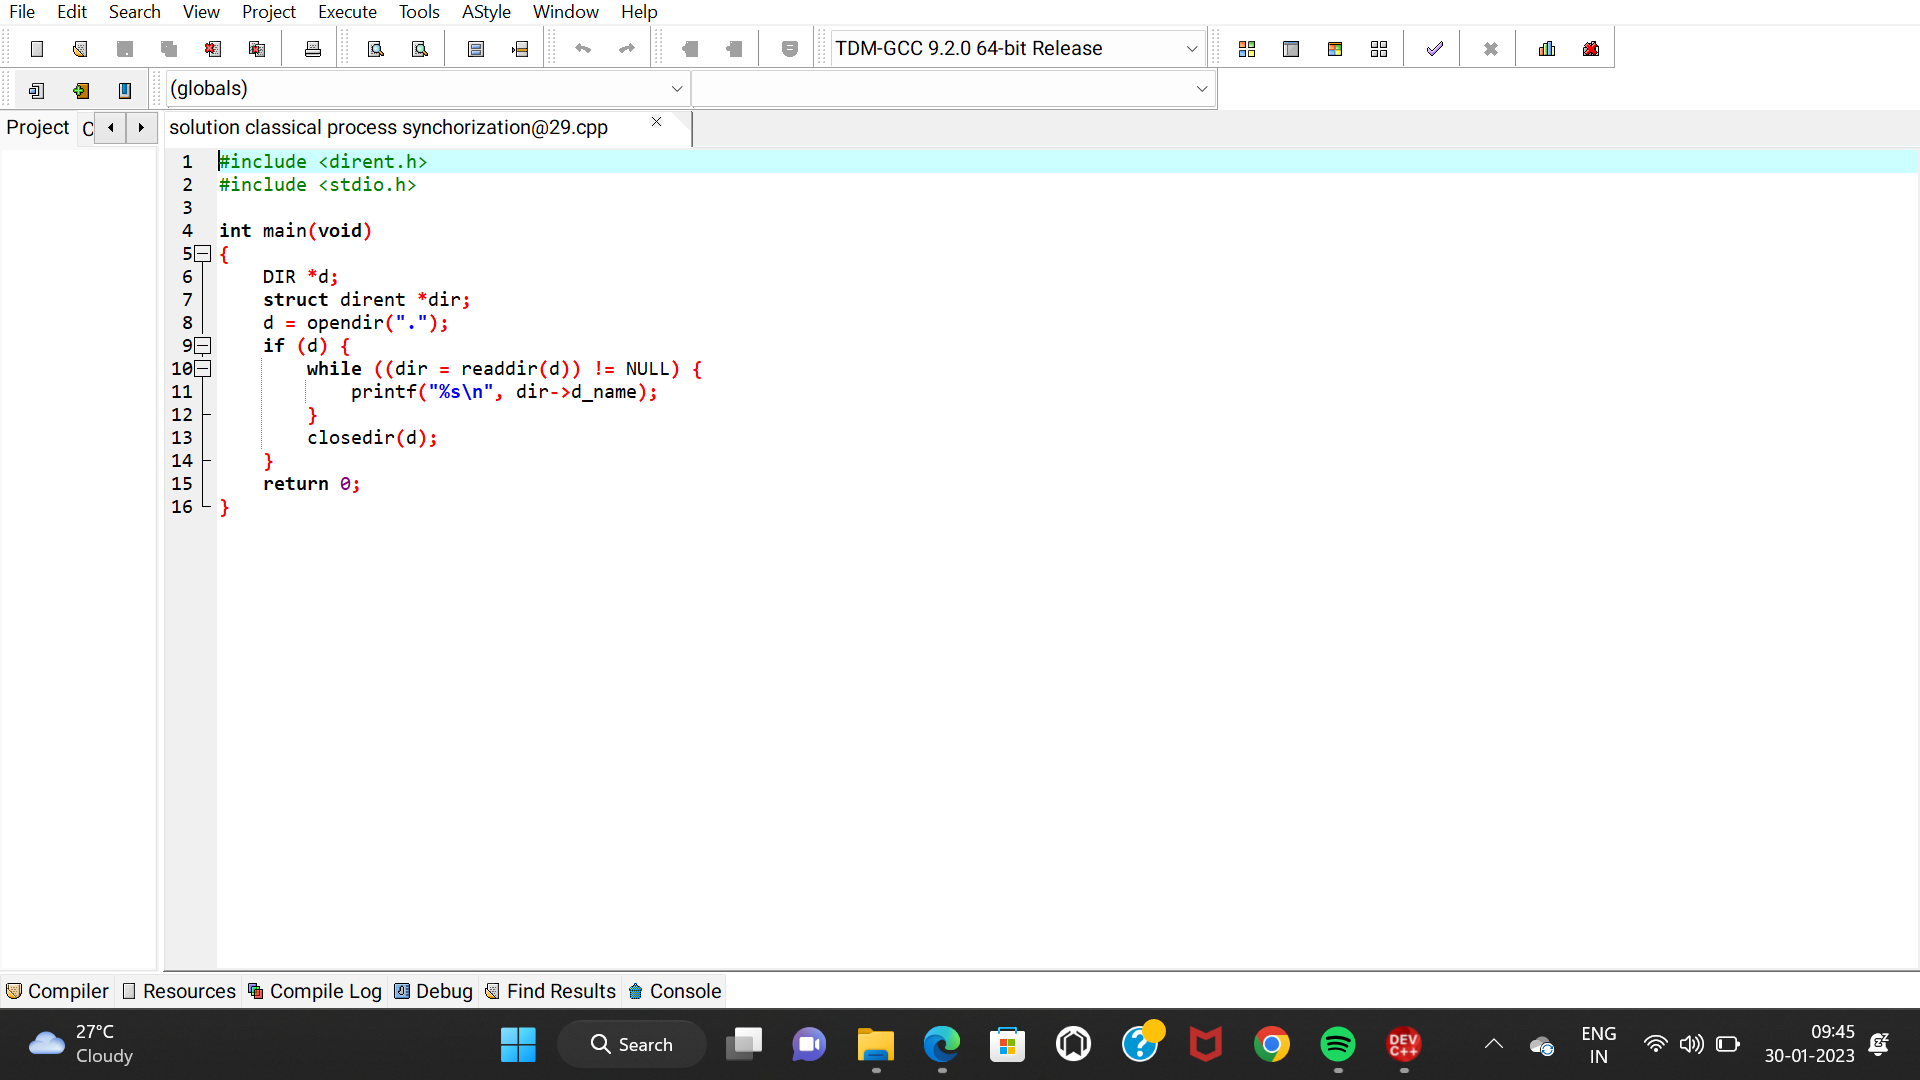 File Edit Search View Project Execute Tools AStyle Window Help
TDM-GCC 9.2.0 64-bit Release
(globals)
Project C
solution classical process synchorization@29.cpp
1 #include <dirent.h>
2 #include <stdio.h>
3
4 int main(void)
5 {
6     DIR *d;
7     struct dirent *dir;
8     d = opendir(".");
9     if (d) {
10         while ((dir = readdir(d)) != NULL) {
11             printf("%s\n", dir->d_name);
12         }
13         closedir(d);
14     }
15     return 0;
16 }
Compiler Resources Compile Log Debug Find Results Console
27°C
Cloudy
Search
DEV
C++
ENG
IN
09:45
30-01-2023